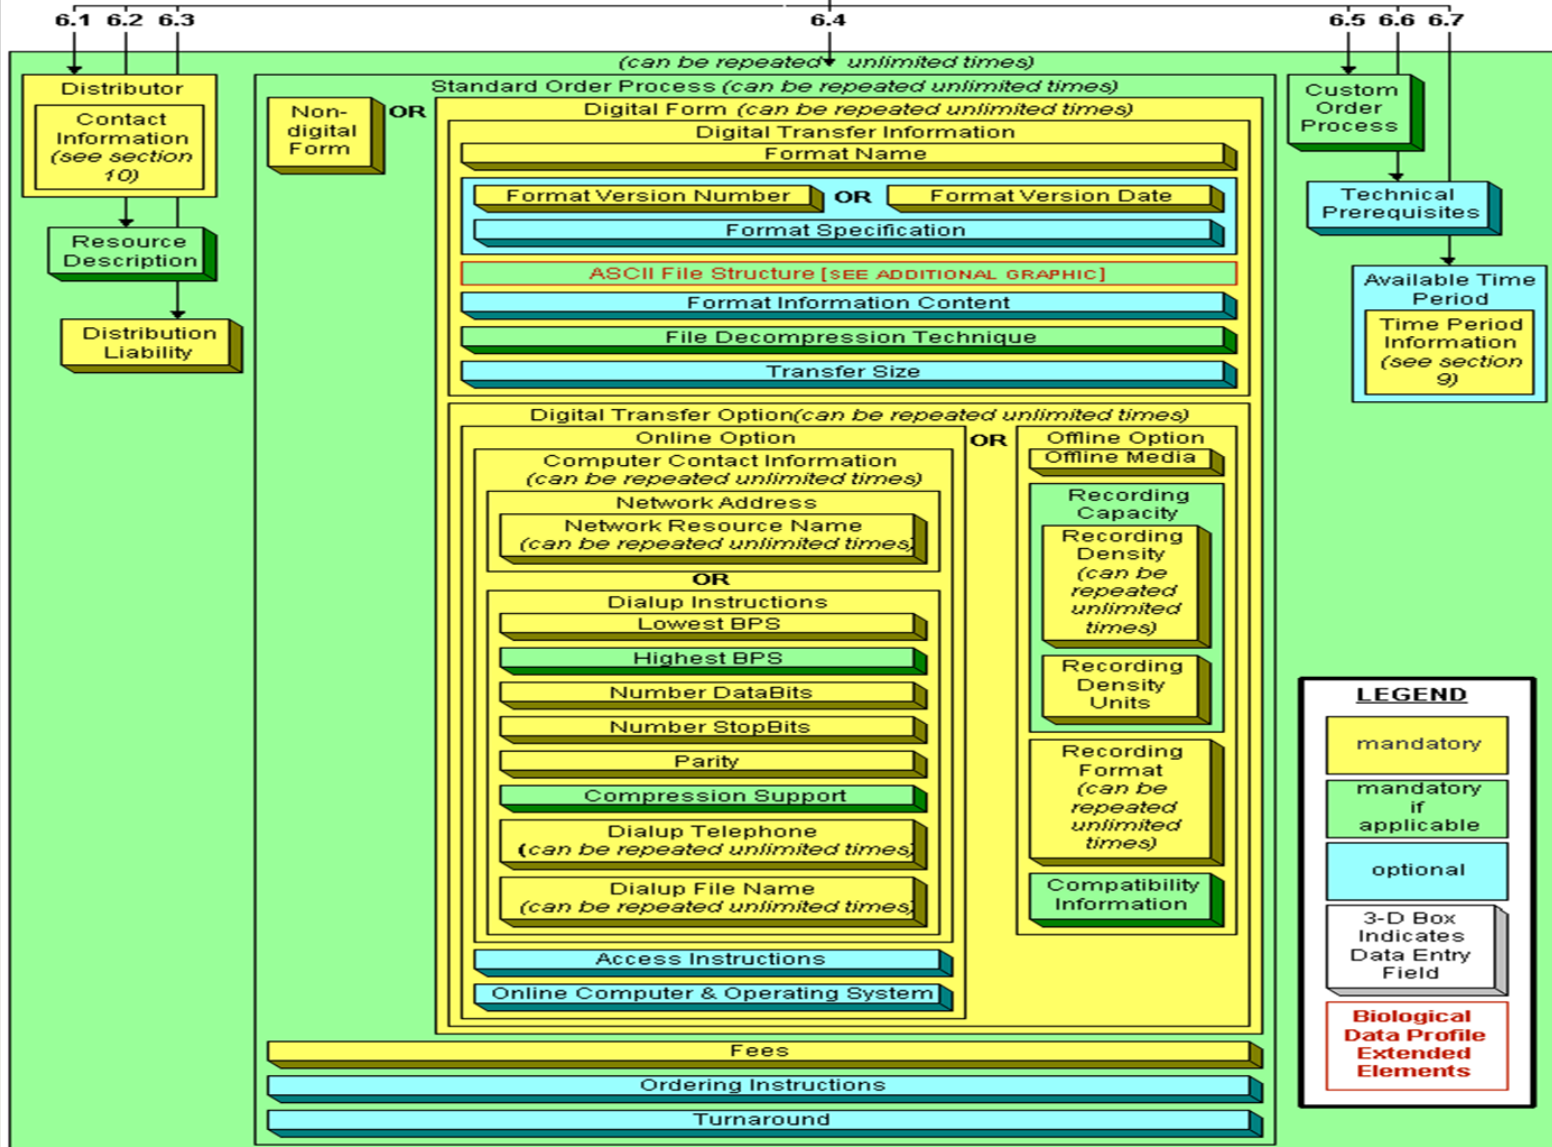 6.1 6.2 6.3 6.4 6.5 6.6 6.7
(can be repeated unlimited times)
Distributor
Contact
Information
(see section
10)
Resource
Description
Distribution
Liability
Standard Order Process (can be repeated unlimited times)
Non-
digital
Form
OR
Digital Form (can be repeated unlimited times)
Digital Transfer Information
Format Name
Format Version Number OR Format Version Date
Format Specification
ASCII File Structure [SEE ADDITIONAL GRAPHIC]
Format Information Content
File Decompression Technique
Transfer Size
Digital Transfer Option(can be repeated unlimited times)
Online Option
Computer Contact Information
(can be repeated unlimited times)
Network Address
Network Resource Name
(can be repeated unlimited times)
OR
Dialup Instructions
Lowest BPS
Highest BPS
Number DataBits
Number StopBits
Parity
Compression Support
Dialup Telephone
(can be repeated unlimited times)
Dialup File Name
(can be repeated unlimited times)
Access Instructions
Online Computer & Operating System
OR
Offline Option
Offline Media
Recording
Capacity
Recording
Density
(can be
repeated
unlimited
times)
Recording
Density
Units
Recording
Format
(can be
repeated
unlimited
times)
Compatibility
Information
Fees
Ordering Instructions
Turnaround
Custom
Order
Process
Technical
Prerequisites
Available Time
Period
Time Period
Information
(see section
9)
LEGEND
mandatory
mandatory
if
applicable
optional
3-D Box
Indicates
Data Entry
Field
Biological
Data Profile
Extended
Elements